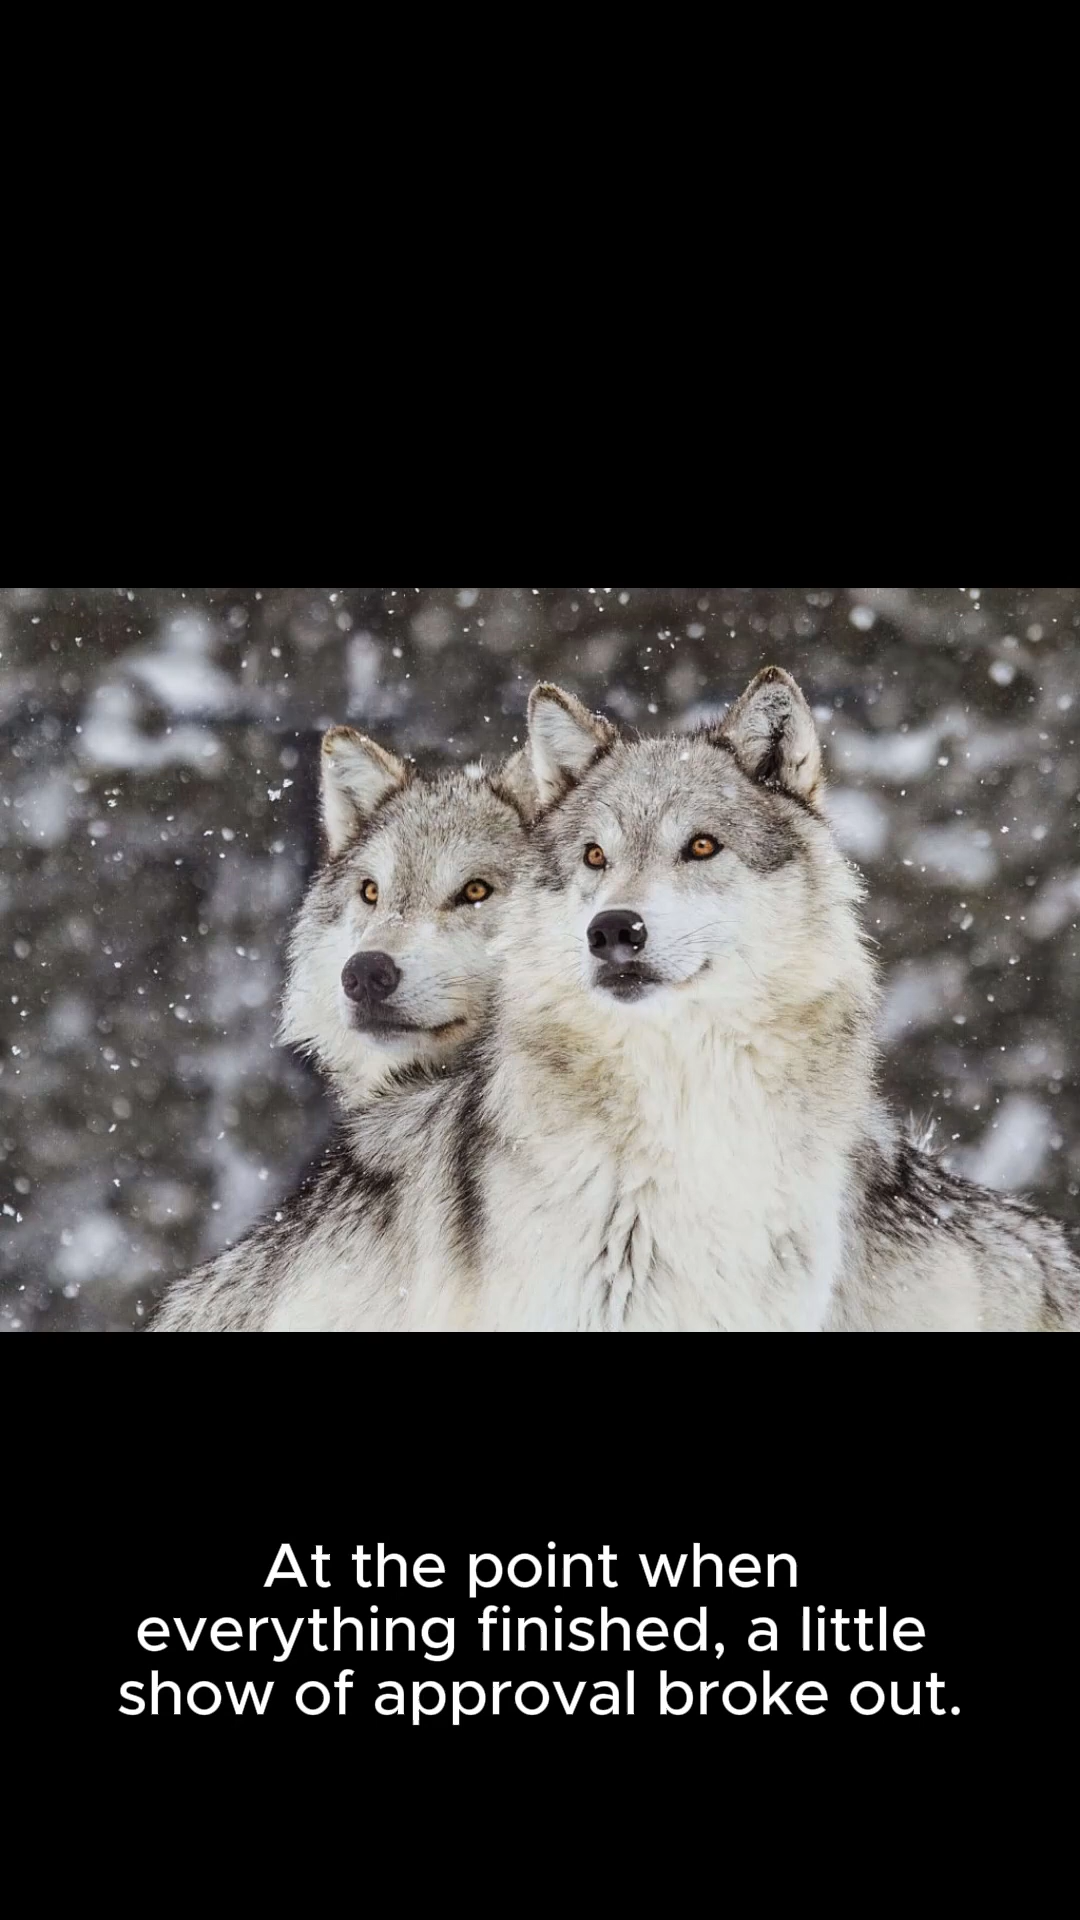 At the point when
everything finished, a little
show of approval broke out.